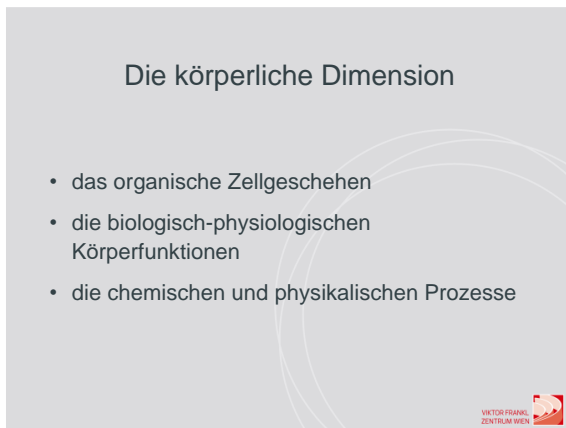 Die körperliche Dimension
• das organische Zellgeschehen
• die biologisch-physiologischen
Körperfunktionen
• die chemischen und physikalischen Prozesse
VIKTOR FRANKL
ZENTRUM WIEN